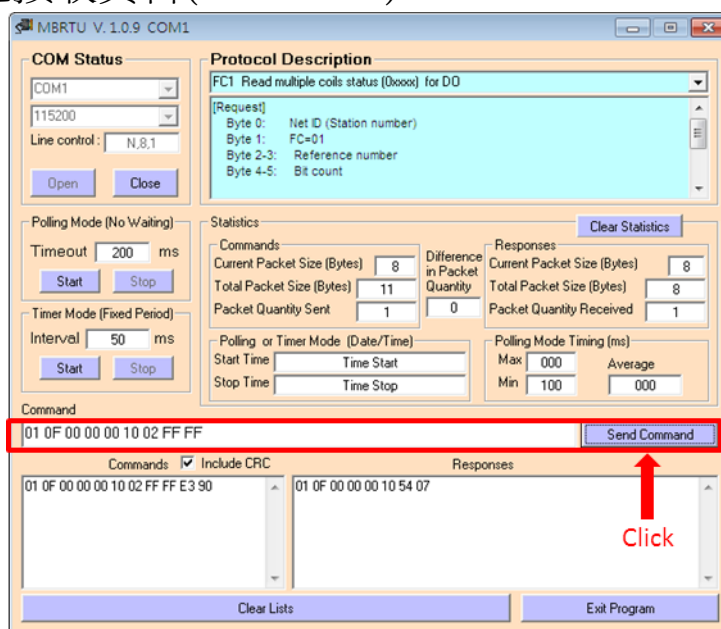 MBRTU V. 1.0.9 COM1
COM Status
COM1
115200
Line control : N,8,1
Open Close
Protocol Description
FC1 Read multiple coils status (0xxxx) for DO
[Request]
Byte 0: Net ID (Station number)
Byte 1: FC=01
Byte 2-3: Reference number
Byte 4-5: Bit count
Polling Mode (No Waiting)
Timeout 200 ms
Start Stop
Timer Mode (Fixed Period)
Interval 50 ms
Start Stop
Statistics
Clear Statistics
Commands
Current Packet Size (Bytes) 8
Total Packet Size (Bytes) 11
Packet Quantity Sent 1
Difference
in Packet
Quantity
0
Responses
Current Packet Size (Bytes) 8
Total Packet Size (Bytes) 8
Packet Quantity Received 1
Polling or Timer Mode (Date/Time)
Start Time Time Start
Stop Time Time Stop
Polling Mode Timing (ms)
Max 000 Average
Min 100 000
Command
01 0F 00 00 00 10 02 FF FF Send Command
Commands Include CRC Responses
01 0F 00 00 00 10 02 FF FF E3 90
01 0F 00 00 00 10 54 07
Click
Clear Lists Exit Program